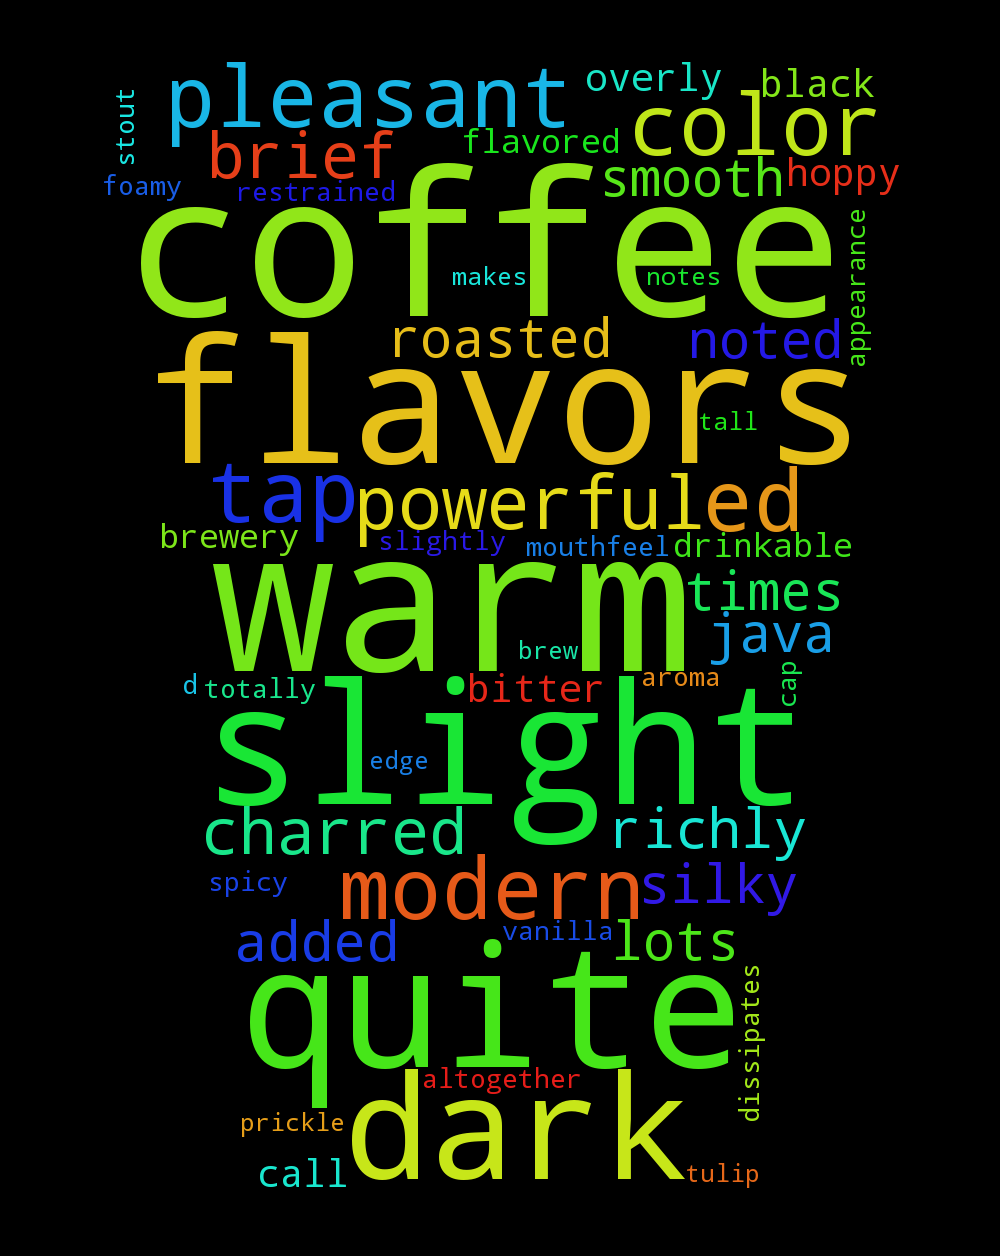 pleasant overly black
stout brief flavored color
foamy restrained smooth hoppy
coffee
makes notes appearance
roasted noted
flavors
tall
tap powerful ed
brewery slightly mouthfeel drinkable
warm times
brew java
d totally bitter aroma cap
slight
edge
charred richly
spicy modern silky
added vanilla lots
quite
dissipates
altogether
prickle dark
call tulip